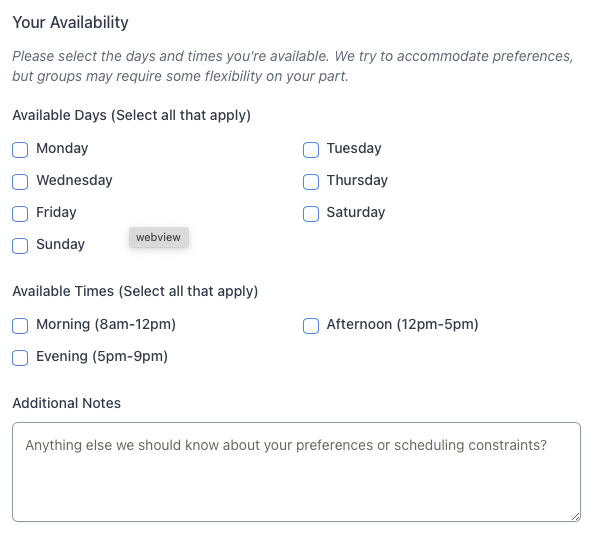 Your Availability
Please select the days and times you're available. We try to accommodate preferences,
but groups may require some flexibility on your part.
Available Days (Select all that apply)
Monday
Tuesday
Wednesday
Thursday
Friday
Saturday
Sunday
webview
Available Times (Select all that apply)
Morning (8am-12pm)
Afternoon (12pm-5pm)
Evening (5pm-9pm)
Additional Notes
Anything else we should know about your preferences or scheduling constraints?